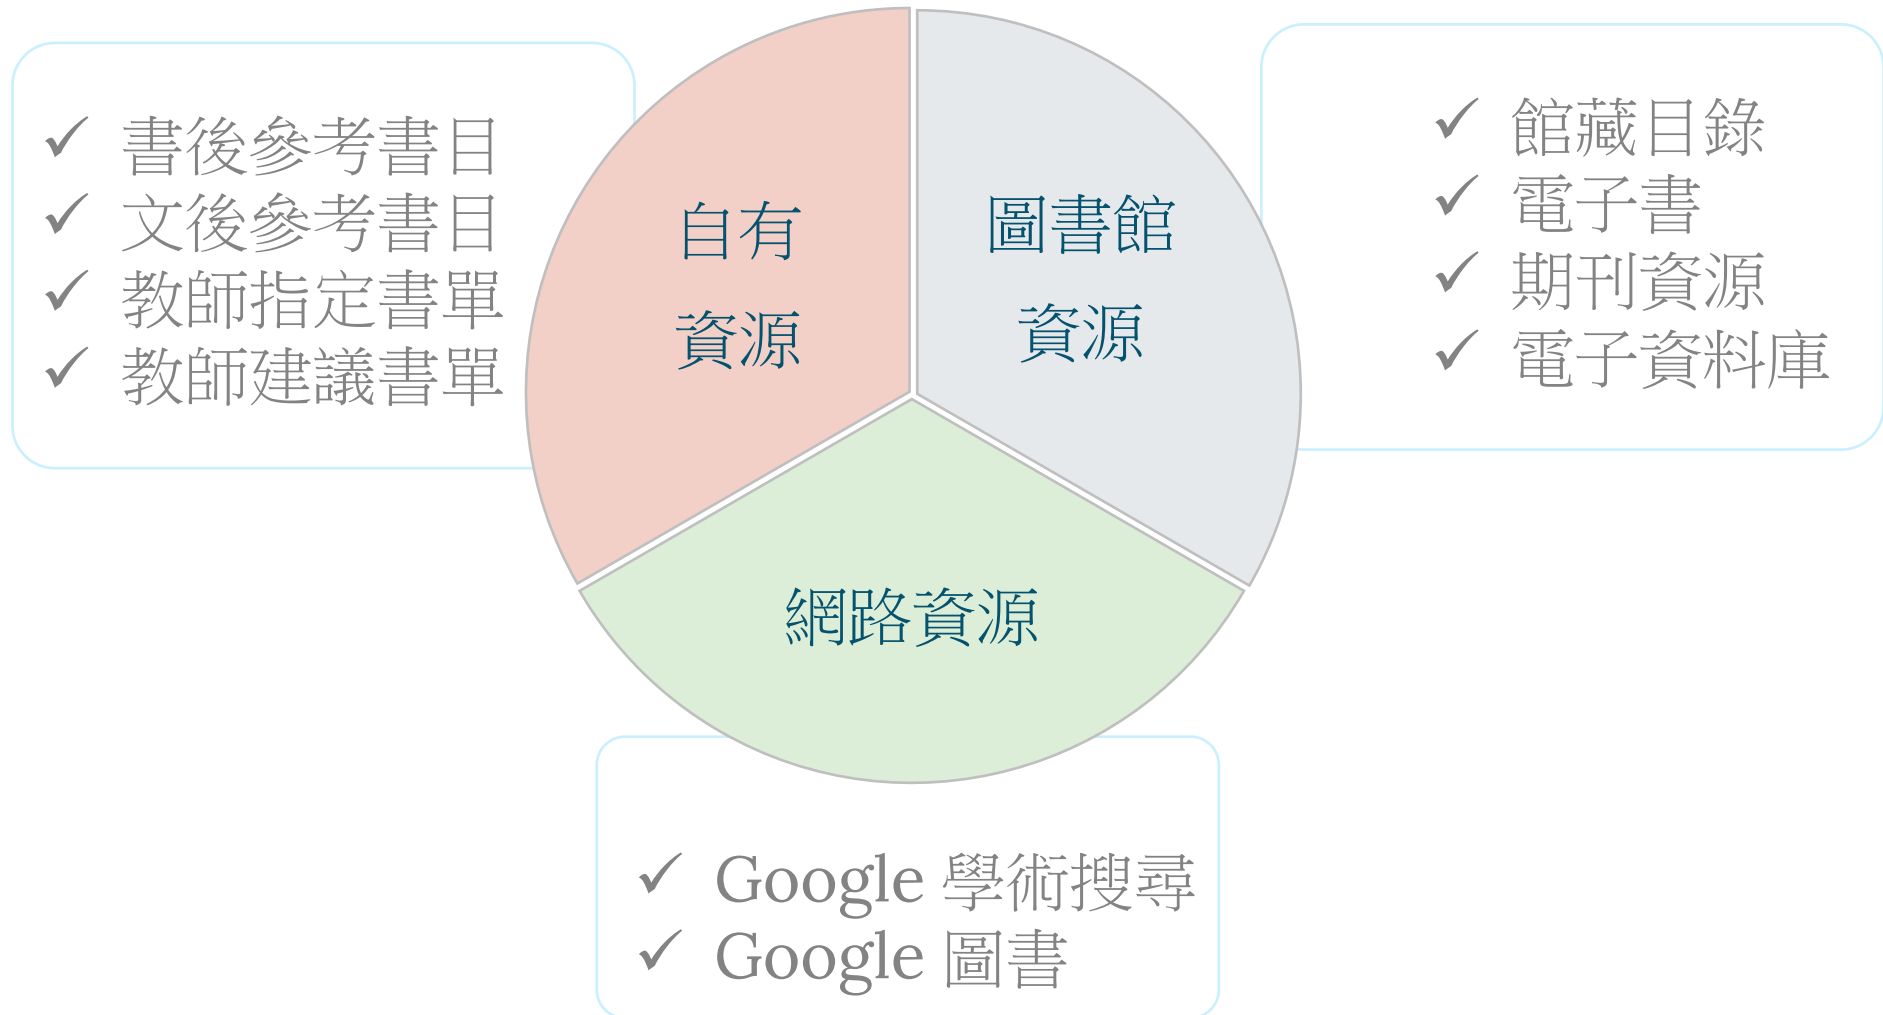 ✓ 書後參考書目
✓ 文後參考書目
✓ 教師指定書單
✓ 教師建議書單
自有
資源
圖書館
資源
✓ 館藏目錄
✓ 電子書
✓ 期刊資源
✓ 電子資料庫
網路資源
✓ Google 學術搜尋
✓ Google 圖書